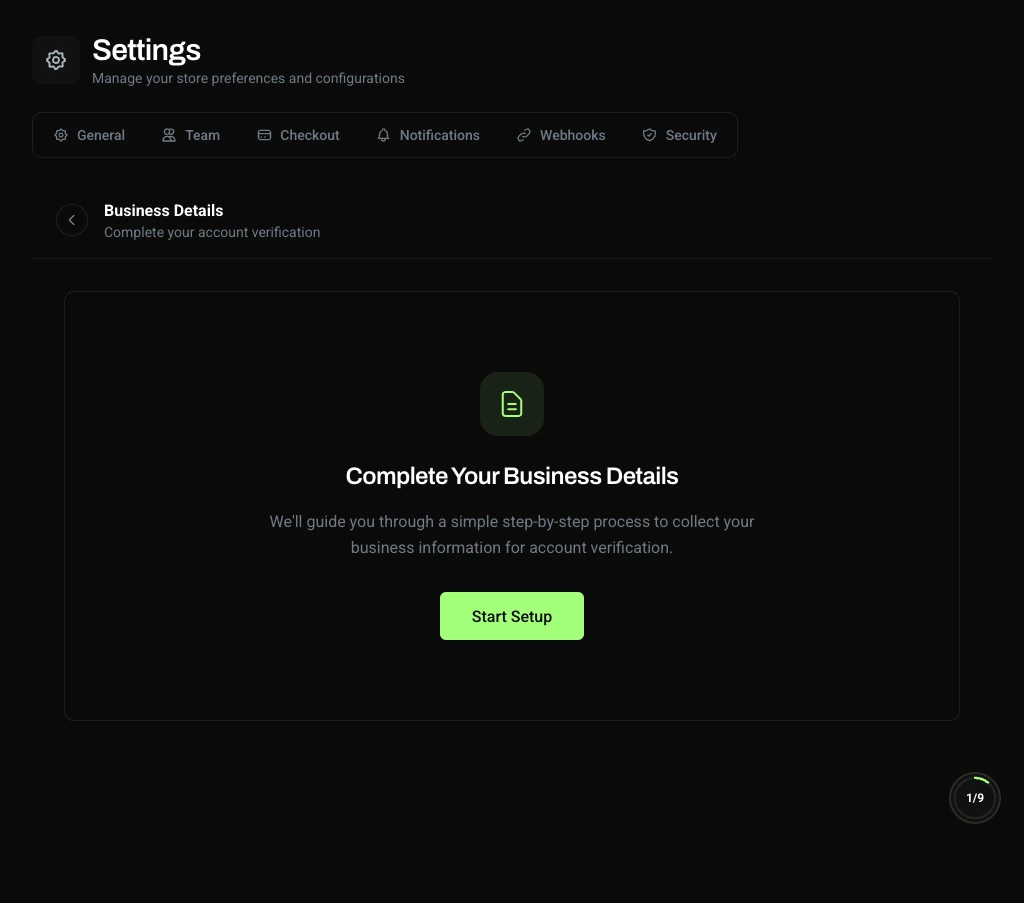 Settings
Manage your store preferences and configurations
General
Team
Checkout
Notifications
Webhooks
Security
Business Details
Complete your account verification
Complete Your Business Details
We'll guide you through a simple step-by-step process to collect your
business information for account verification.
Start Setup
1/9